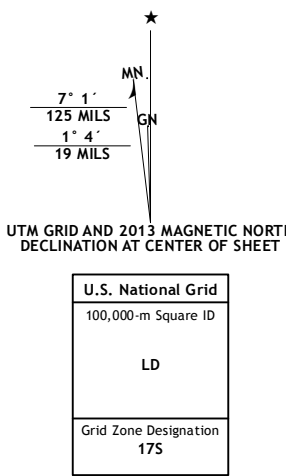 ★
MN.
7° 1´
125 MILS
GN
1° 4´
19 MILS
UTM GRID AND 2013 MAGNETIC NORTH
DECLINATION AT CENTER OF SHEET
U.S. National Grid
100,000-m Square ID
LD
Grid Zone Designation
17S